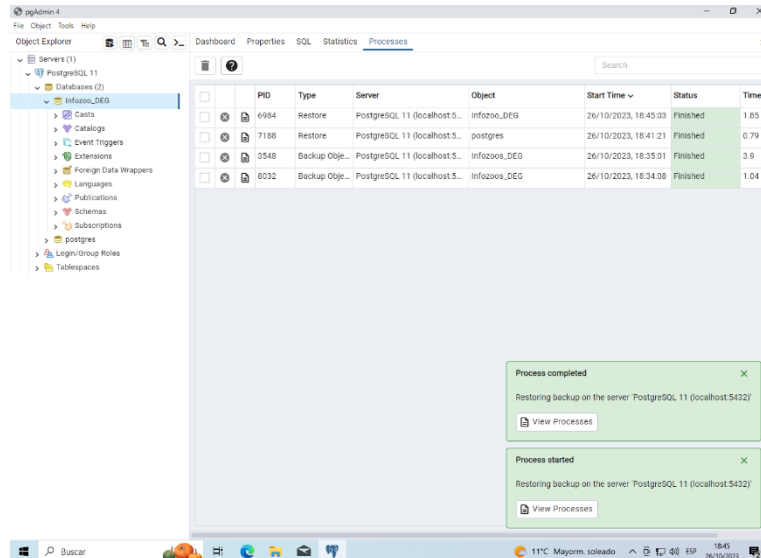 pgAdmin 4
File Object Tools Help
Object Explorer
Dashboard Properties SQL Statistics Processes
Servers (1)
PostgreSQL 11
Databases (2)
Infozoo_DEG
Casts
Catalogs
Event Triggers
Extensions
Foreign Data Wrappers
Languages
Publications
Schemas
Subscriptions
postgres
Login/Group Roles
Tablespaces
Search
PID Type Server Object Start Time Status Time
6984 Restore PostgreSQL 11 (localhost:5... Infozoo_DEG 26/10/2023, 18:45:03 Finished 1.85
7188 Restore PostgreSQL 11 (localhost:5... postgres 26/10/2023, 18:41:21 Finished 0.79
3548 Backup Obje... PostgreSQL 11 (localhost:5... Infozoos_DEG 26/10/2023, 18:35:01 Finished 3.9
8032 Backup Obje... PostgreSQL 11 (localhost:5... Infozoos_DEG 26/10/2023, 18:34:08 Finished 1.04
Process completed
Restoring backup on the server 'PostgreSQL 11 (localhost:5432)'
View Processes
Process started
Restoring backup on the server 'PostgreSQL 11 (localhost:5432)'
View Processes
Buscar
11°C Mayorm. soleado ESP 18:45
26/10/2023